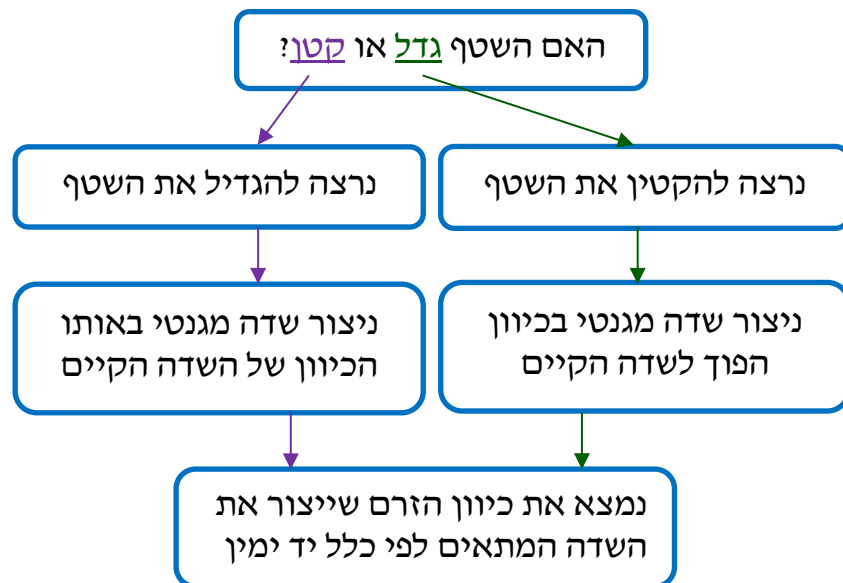 האם השטף גדל או קטן?
נרצה להקטין את השטף
נרצה להגדיל את השטף
ניצור שדה מגנטי בכיוון
הפוך לשדה הקיים
ניצור שדה מגנטי באותו
הכיוון של השדה הקיים
נמצא את כיוון הזרם שייצור את
השדה המתאים לפי כלל יד ימין